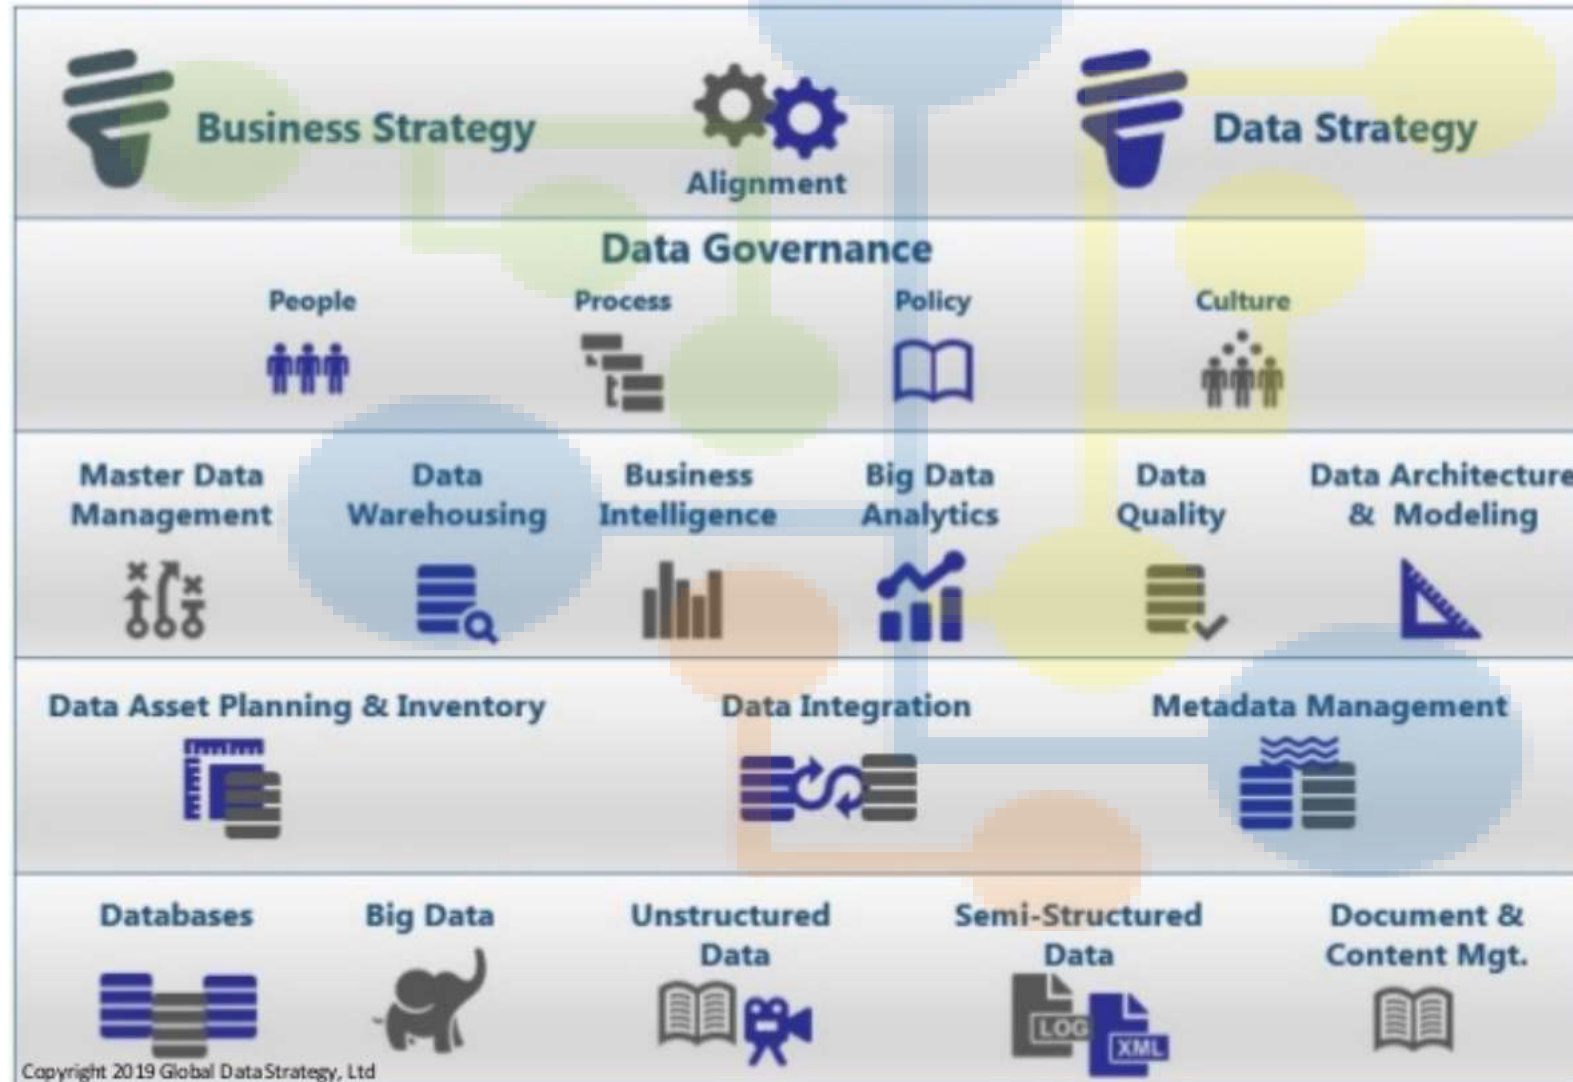 Business Strategy
Alignment
Data Strategy
Data Governance
People
Process
Policy
Culture
Master Data
Management
Data
Warehousing
Business
Intelligence
Big Data
Analytics
Data
Quality
Data Architecture
& Modeling
Data Asset Planning & Inventory
Data Integration
Metadata Management
Databases
Big Data
Unstructured
Data
Semi-Structured
Data
LOG
XML
Document &
Content Mgt.
Copyright 2019 Global Data Strategy, Ltd